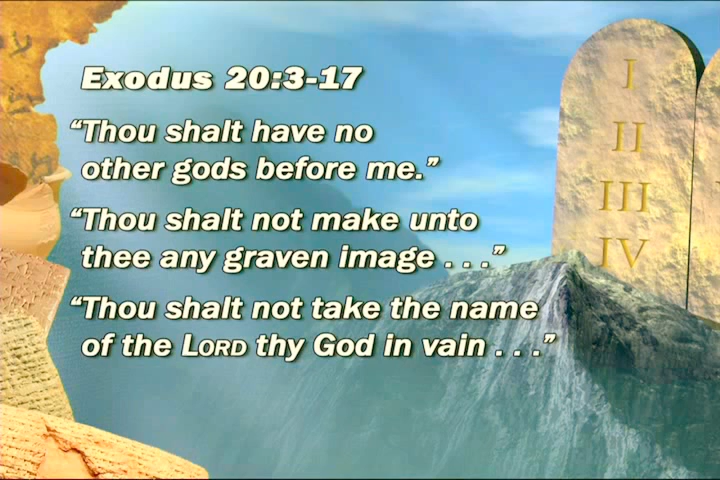 Exodus 20:3-17
“Thou shalt have no
other gods before me.”
“Thou shalt not make unto
thee any graven image . . .”
“Thou shalt not take the name
of the LORD thy God in vain . . .”
I
II
III
IV